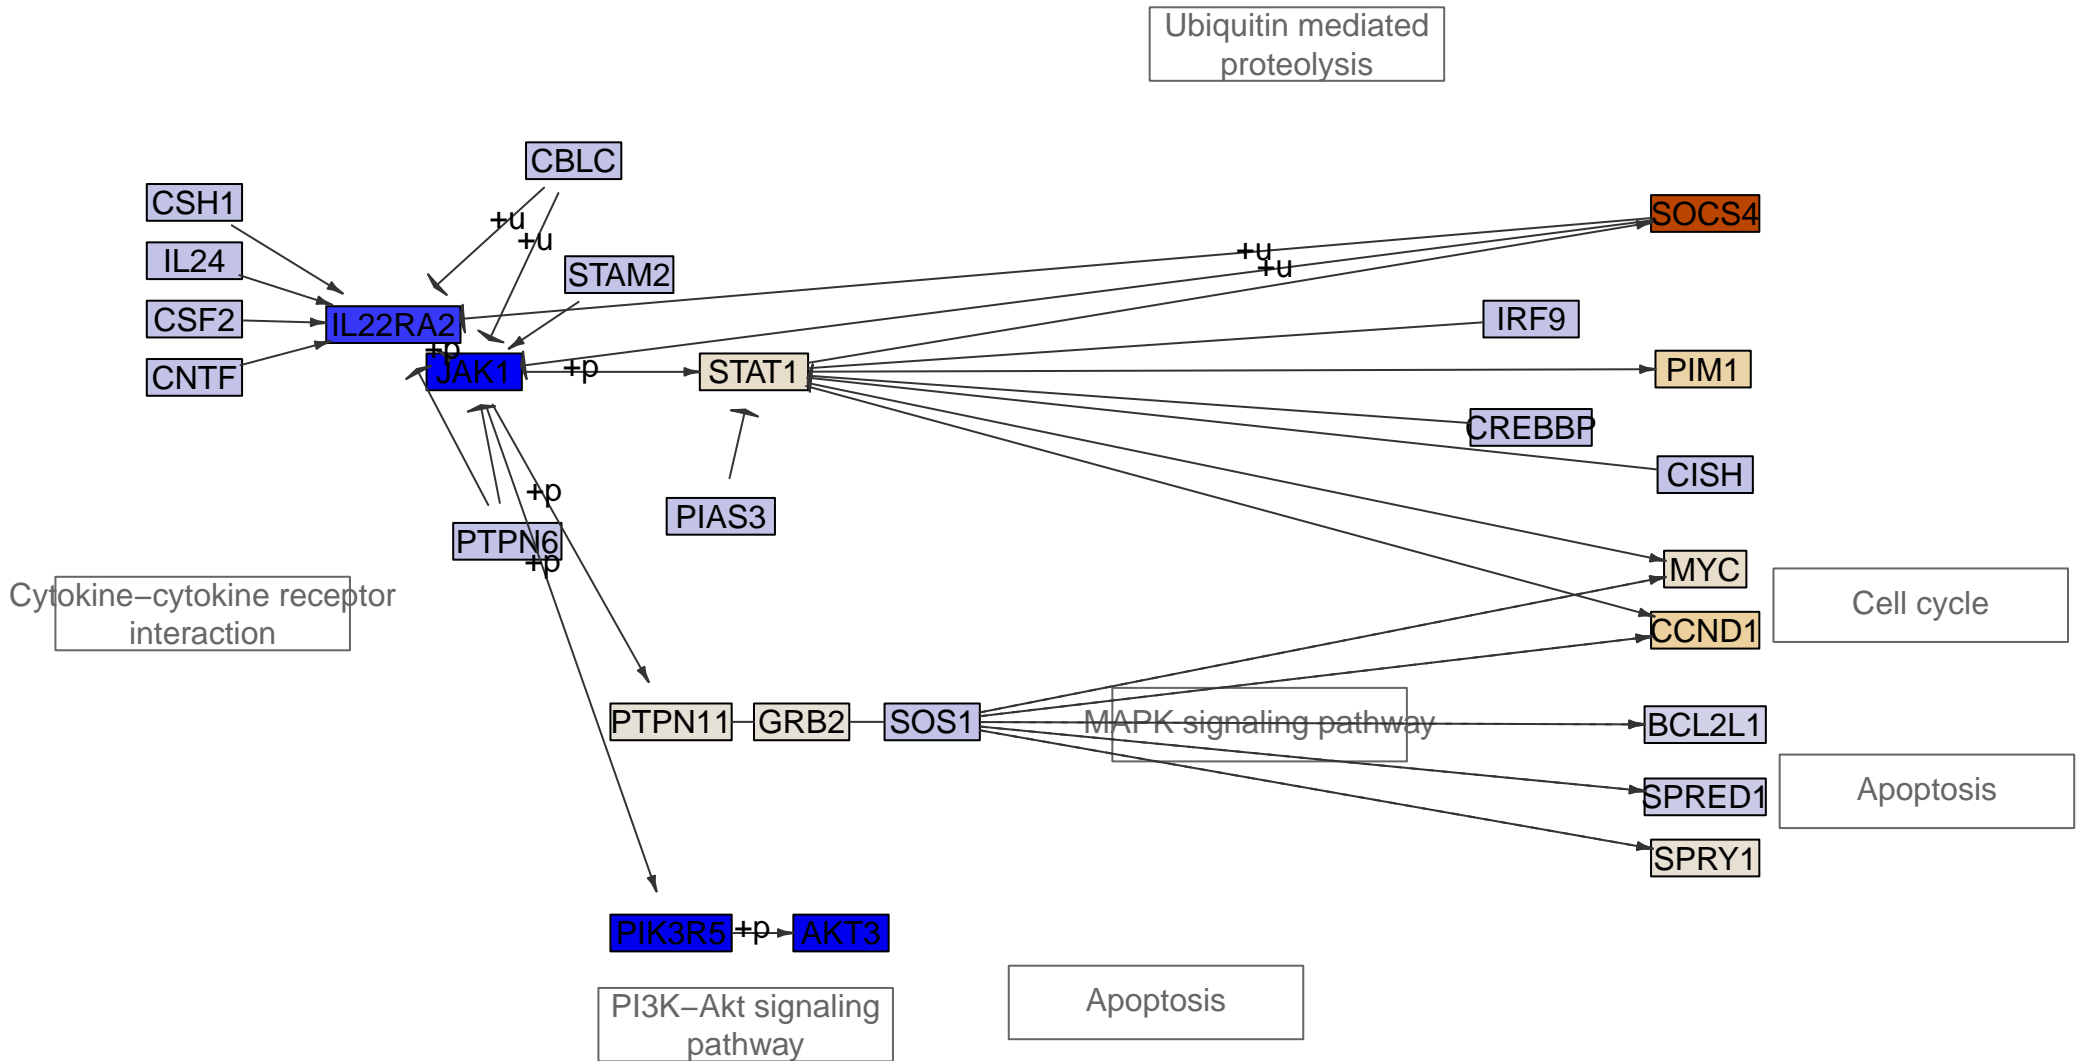 Ubiquitin mediated
proteolysis
CBLC
CSH1
SOCS4
+u
+u
+u
+u
IL24
STAM2
CSF2
IL22RA2
IRF9
+p
CNTF
JAK1
+p
STAT1
PIM1
CREBBP
CISH
+p
PIAS3
PTPN6
+p
MYC
Cytokine−cytokine receptor
interaction
Cell cycle
CCND1
PTPN11
GRB2
SOS1
MAPK signaling pathway
BCL2L1
SPRED1
Apoptosis
SPRY1
PIK3R5
+p
AKT3
PI3K−Akt signaling
pathway
Apoptosis